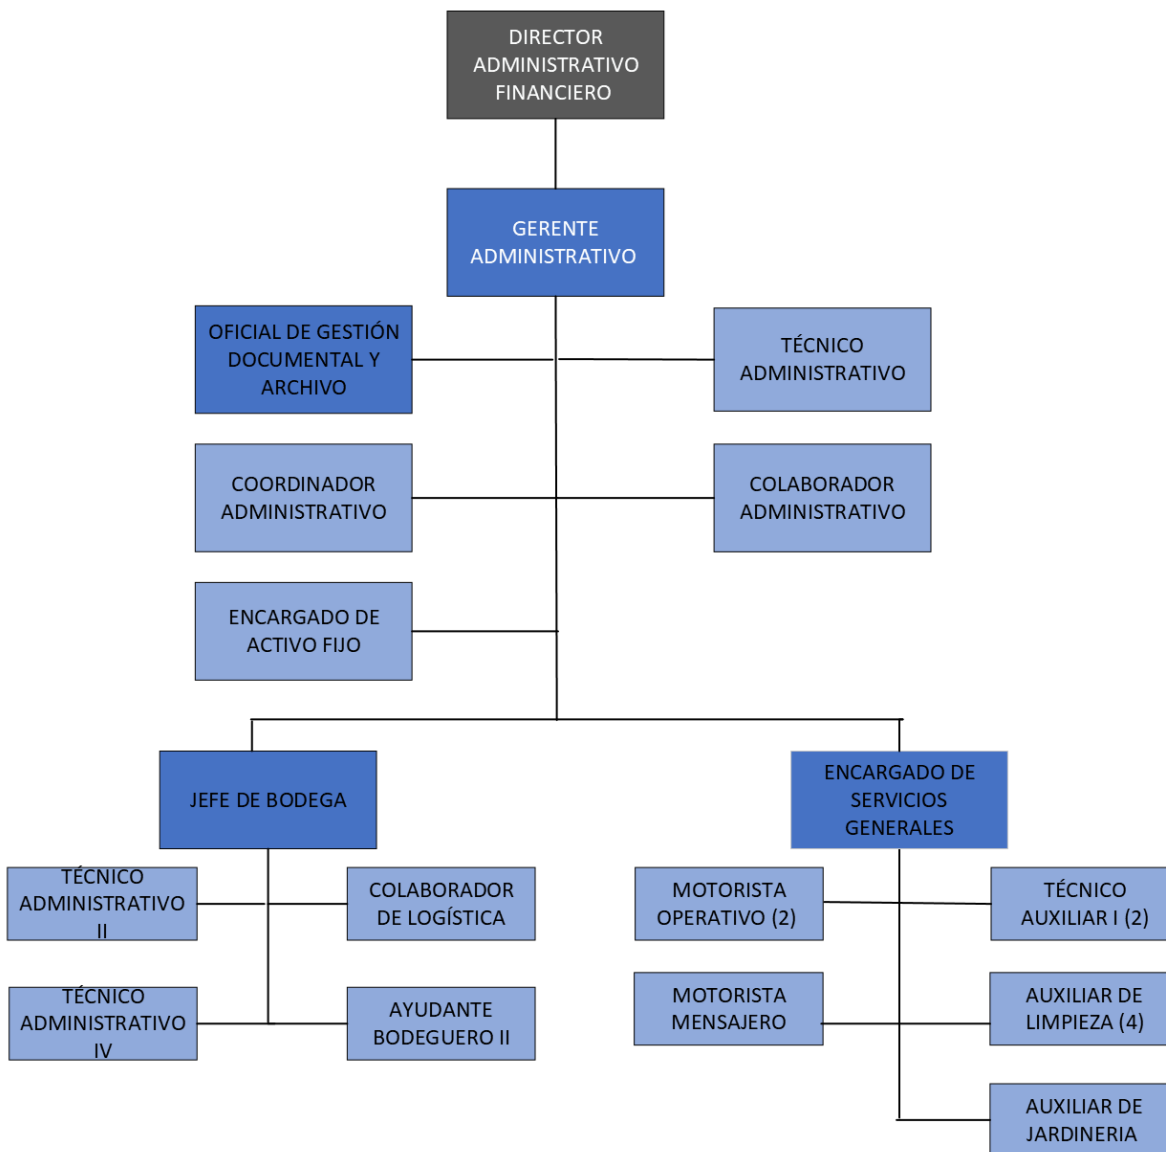 DIRECTOR
ADMINISTRATIVO
FINANCIERO
GERENTE
ADMINISTRATIVO
OFICIAL DE GESTIÓN
DOCUMENTAL Y
ARCHIVO
TÉCNICO
ADMINISTRATIVO
COORDINADOR
ADMINISTRATIVO
COLABORADOR
ADMINISTRATIVO
ENCARGADO DE
ACTIVO FIJO
JEFE DE BODEGA
ENCARGADO DE
SERVICIOS
GENERALES
TÉCNICO
ADMINISTRATIVO
II
COLABORADOR
DE LOGÍSTICA
MOTORISTA
OPERATIVO (2)
TÉCNICO
AUXILIAR I (2)
TÉCNICO
ADMINISTRATIVO
IV
AYUDANTE
BODEGUERO II
MOTORISTA
MENSAJERO
AUXILIAR DE
LIMPIEZA (4)
AUXILIAR DE
JARDINERIA